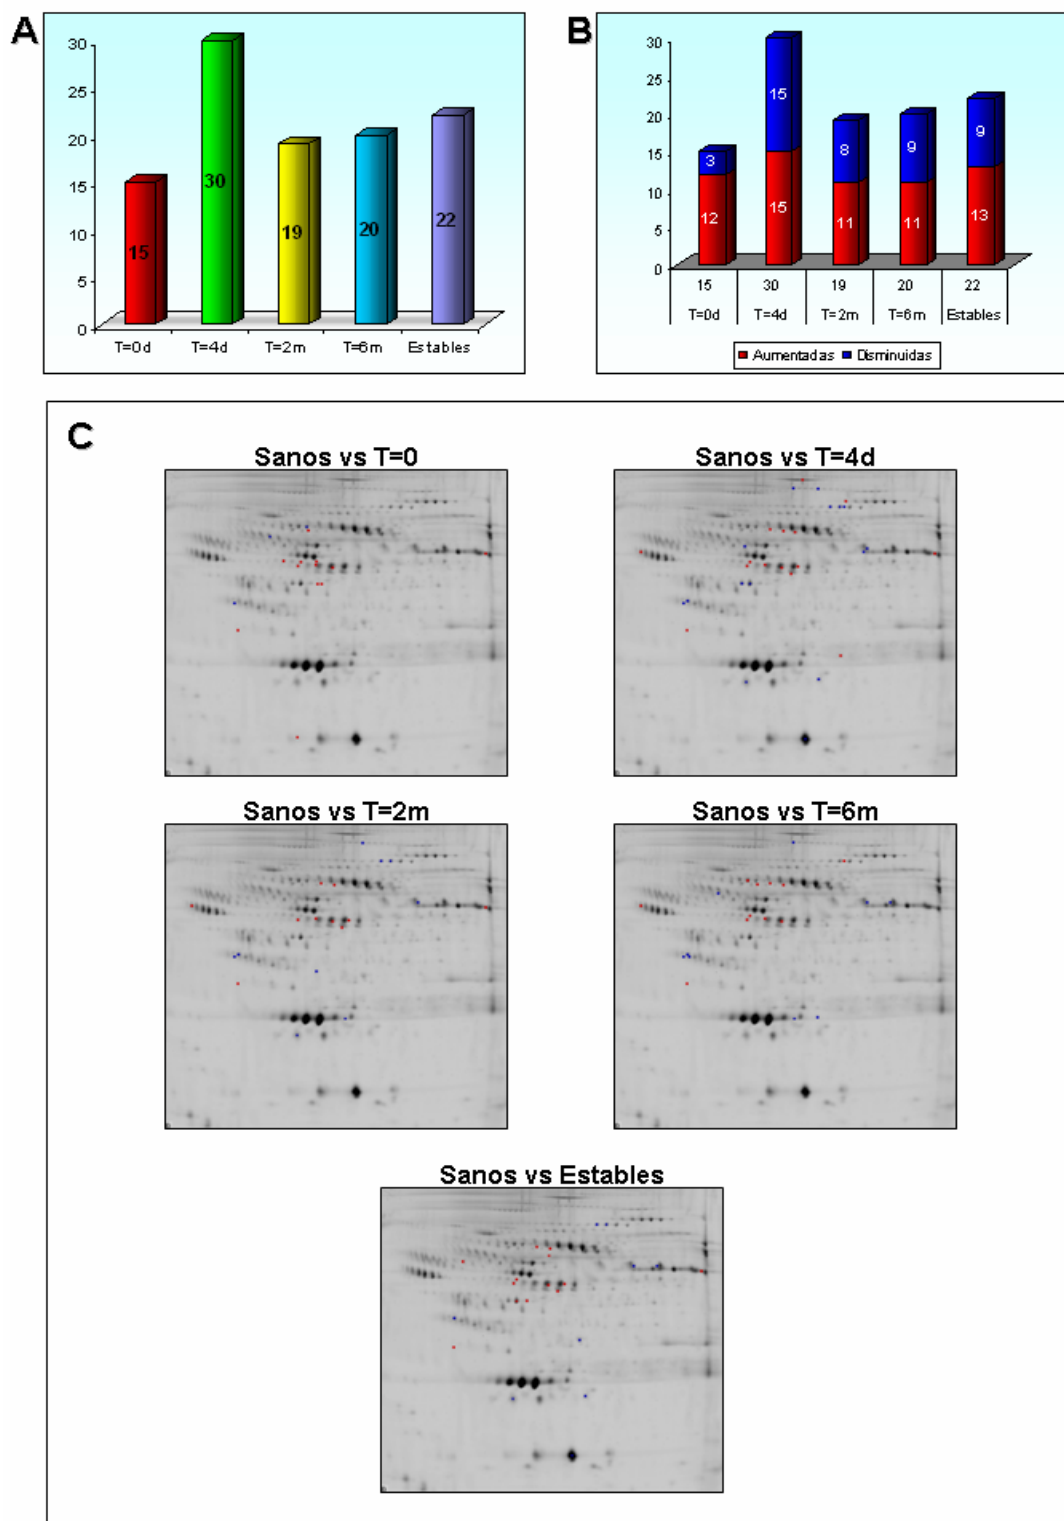 A
30
25
20
15
10
5
0
15
30
19
20
22
T=0d
T=4d
T=2m
T=6m
Estables
B
30
25
20
15
10
5
0
3
15
8
9
9
12
15
11
11
13
15
30
19
20
22
T=0d
T=4d
T=2m
T=6m
Estables
Aumentadas
Disminuidas
C
Sanos vs T=0
Sanos vs T=4d
Sanos vs T=2m
Sanos vs T=6m
Sanos vs Estables